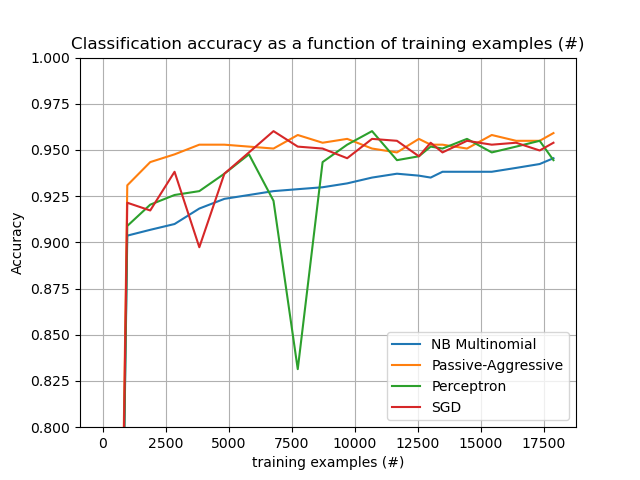 Classification accuracy as a function of training examples (#)
1.000
0.975
0.950
0.925
0.900
0.875
0.850
0.825
0.800
Accuracy
NB Multinomial
Passive-Aggressive
Perceptron
SGD
0 2500 5000 7500 10000 12500 15000 17500
training examples (#)